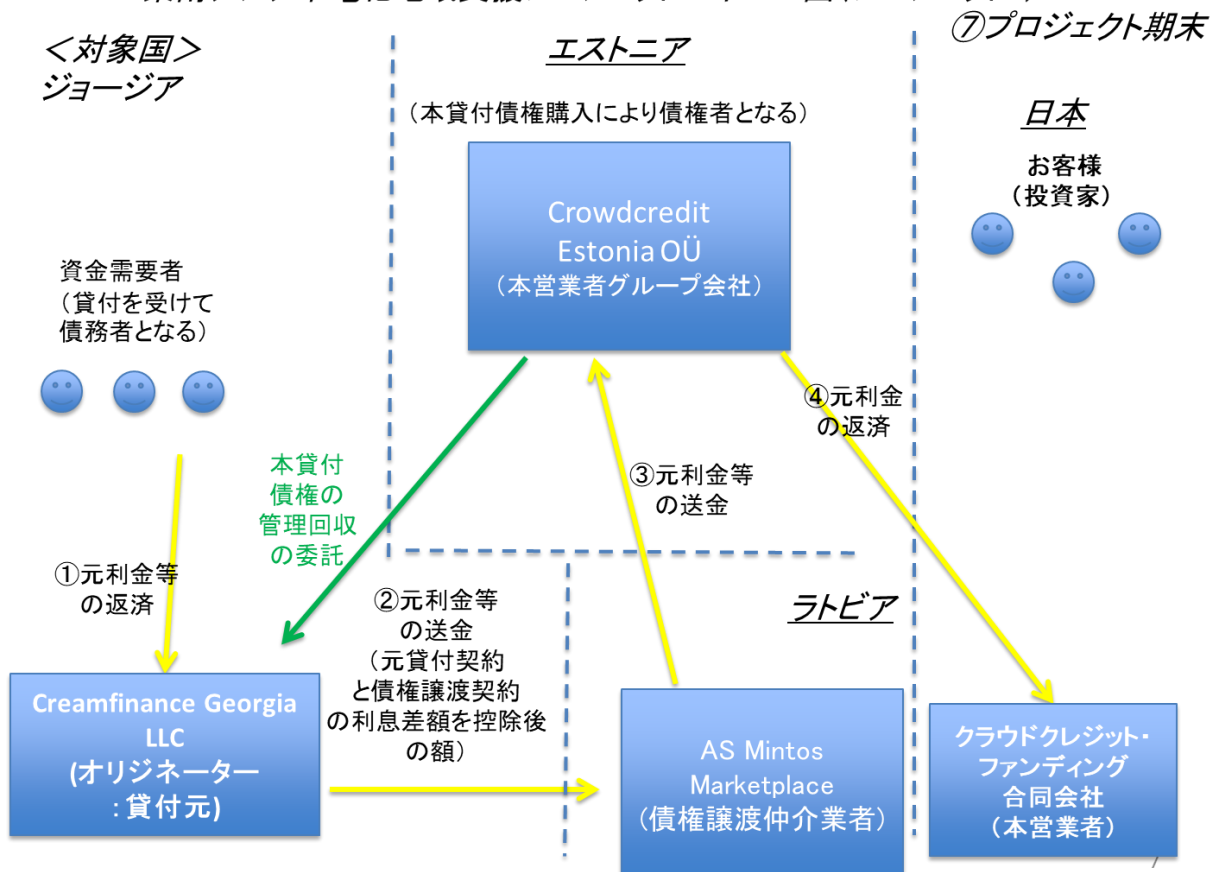 <対象国>
ジョージア
エストニア
⑦プロジェクト期末
(本貸付債権購入により債権者となる)
日本
お客様
(投資家)
Crowdcredit
Estonia OÜ
(本営業者グループ会社)
資金需要者
(貸付を受けて
債務者となる)
④元利金
の返済
本貸付
債権の
管理回収
の委託
③元利金等
の送金
①元利金等
の返済
②元利金等
の送金
(元貸付契約
と債権譲渡契約
の利息差額を控除後
の額)
ラトビア
Creamfinance Georgia
LLC
(オリジネーター
:貸付元)
AS Mintos
Marketplace
(債権譲渡仲介業者)
クラウドクレジット・
ファンディング
合同会社
(本営業者)